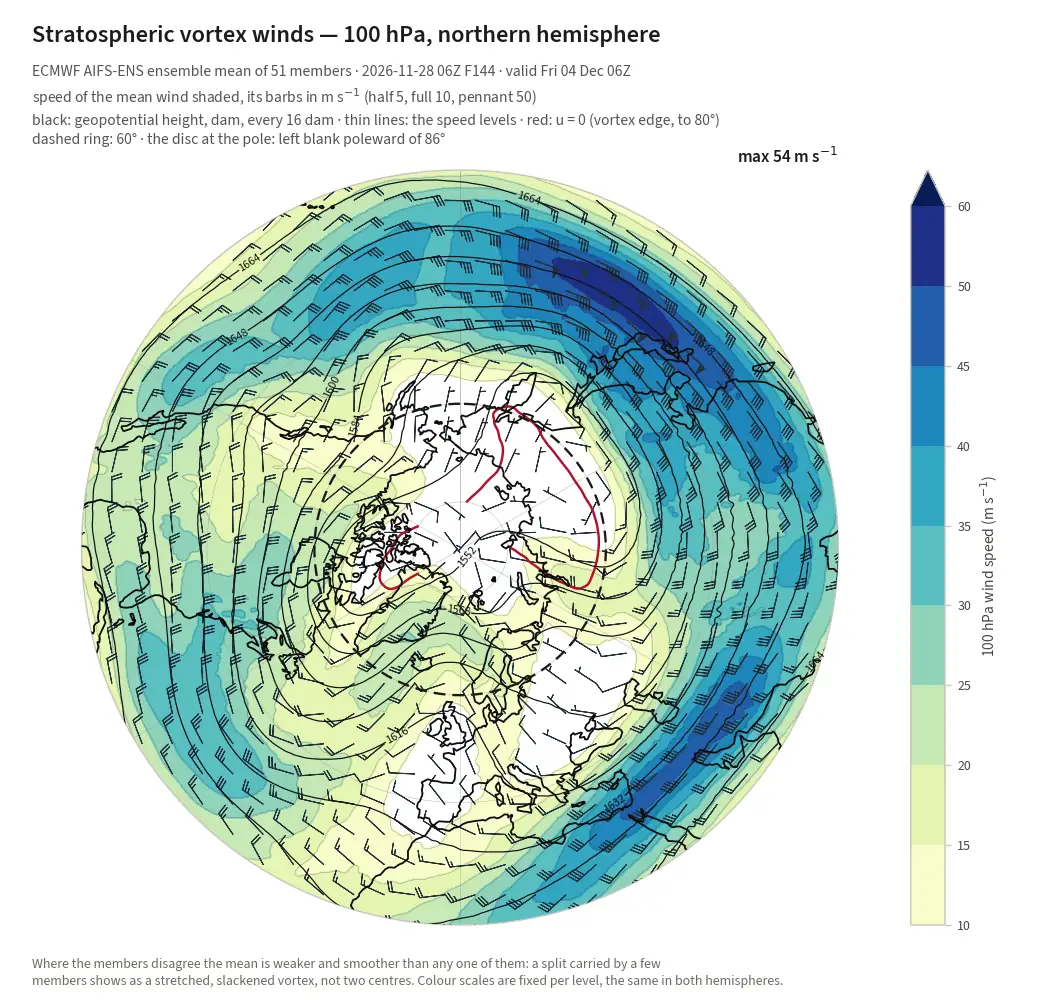 Stratospheric vortex winds — 100 hPa, northern hemisphere
ECMWF AIFS-ENS ensemble mean of 51 members · 2026-11-28 06Z F144 · valid Fri 04 Dec 06Z
speed of the mean wind shaded, its barbs in m s⁻¹ (half 5, full 10, pennant 50)
black: geopotential height, dam, every 16 dam · thin lines: the speed levels · red: u = 0 (vortex edge, to 80°)
dashed ring: 60° · the disc at the pole: left blank poleward of 86°
max 54 m s⁻¹
1664
1664
1648
1648
1600
1552
1616
1632
1664
60
50
45
40
35
30
25
20
15
10
100 hPa wind speed (m s⁻¹)
Where the members disagree the mean is weaker and smoother than any one of them: a split carried by a few
members shows as a stretched, slackened vortex, not two centres. Colour scales are fixed per level, the same in both hemispheres.